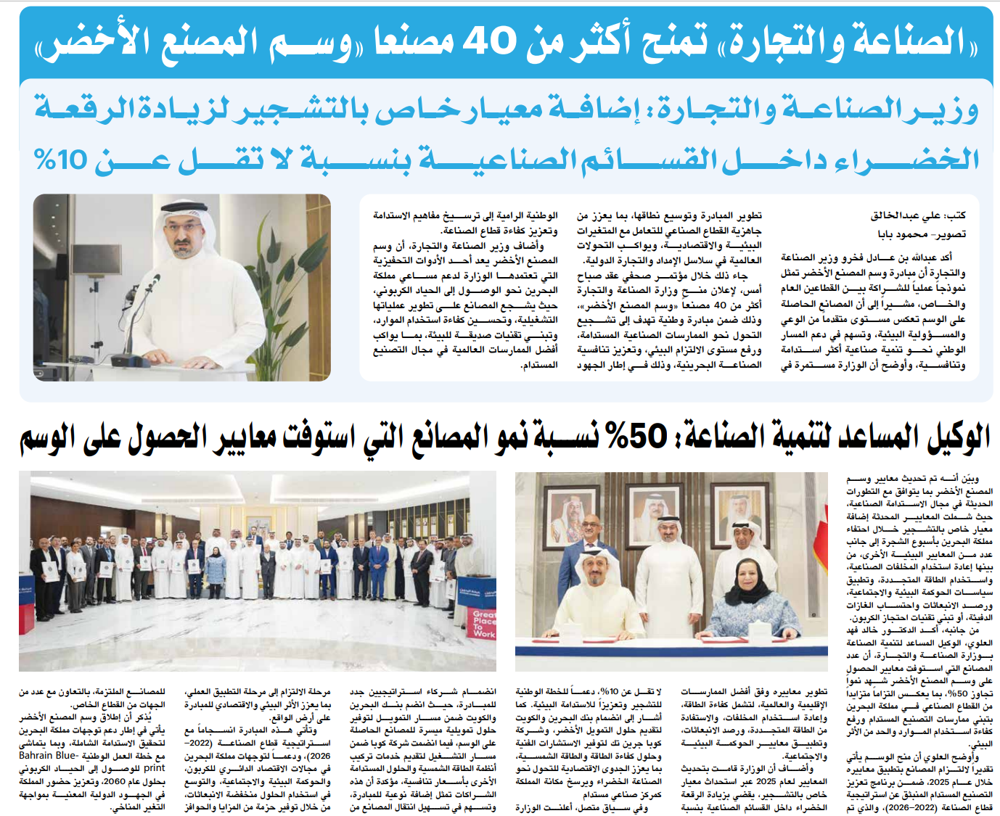 «الصناعة والتجارة» تمنح أكثر من 40 مصنعا «وسم المصنع الأخضر»
وزير الصناعة والتجارة: إضافة معيار خاص بالتشجير لزيادة الرقعة
الخضراء داخل القسائم الصناعية بنسبة لا تقل عن 10%
كتب: علي عبدالخالق
تصوير– محمود بابا
أكد عبدالله بن عادل فخرو وزير الصناعة
والتجارة أن مبادرة وسم المصنع الأخضر تمثل
نموذجاً عملياً للشراكة بين القطاعين العام
والخاص، مشيراً إلى أن المصانع الحاصلة
على الوسم تعكس مستوى متقدماً من الوعي
والمسؤولية البيئية، وتسهم في دعم المسار
الوطني نحو تنمية صناعية أكثر استدامة
وتنافسية، وأوضح أن الوزارة مستمرة في
تطوير المبادرة وتوسيع نطاقها، بما يعزز من
جاهزية القطاع الصناعي للتعامل مع المتغيرات
البيئية والاقتصادية، ويواكب التحولات
العالمية في سلاسل الإمداد والتجارة الدولية.
جاء ذلك خلال مؤتمر صحفي عقد صباح
أمس، لإعلان منح وزارة الصناعة والتجارة
أكثر من 40 مصنعاً «وسم المصنع الأخضر»،
وذلك ضمن مبادرة وطنية تهدف إلى تشجيع
التحول نحو الممارسات الصناعية المستدامة،
ورفع مستوى الالتزام البيئي، وتعزيز تنافسية
الصناعة البحرينية، وذلك في إطار الجهود
الوطنية الرامية إلى ترسيخ مفاهيم الاستدامة
وتعزيز كفاءة قطاع الصناعة.
وأضاف وزير الصناعة والتجارة، أن وسم
المصنع الأخضر يعد أحد الأدوات التحفيزية
التي تعتمدها الوزارة لدعم مساعي مملكة
البحرين نحو الوصول إلى الحياد الكربوني،
حيث يشجع المصانع على تطوير عملياتها
التشغيلية، وتحسين كفاءة استخدام الموارد،
وتبني تقنيات صديقة للبيئة، بما يواكب
أفضل الممارسات العالمية في مجال التصنيع
المستدام.
الوكيل المساعد لتنمية الصناعة: 50% نسبة نمو المصانع التي استوفت معايير الحصول على الوسم
وبيّن أنه تم تحديث معايير وسم
المصنع الأخضر بما يتوافق مع التطورات
الحديثة في مجال الاستدامة الصناعية،
حيث شملت المعايير المحدثة إضافة
معيار خاص بالتشجير خلال احتفاء
مملكة البحرين بأسبوع الشجرة إلى جانب
عدد من المعايير البيئية الأخرى، من
بينها إعادة استخدام المخلفات الصناعية،
واستخدام الطاقة المتجددة، وتطبيق
سياسات الحوكمة البيئية والاجتماعية،
ورصد الانبعاثات واحتساب الغازات
الدفيئة، أو تبني تقنيات احتجاز الكربون.
من جانبه، أكد الدكتور خالد فهد
العلوي، الوكيل المساعد لتنمية الصناعة
بوزارة الصناعة والتجارة، أن عدد
المصانع التي استوفت معايير الحصول
على وسم المصنع الأخضر شهد نمواً
تجاوز 50%، بما يعكس التزاماً متزايداً
من القطاع الصناعي في مملكة البحرين
بتبني ممارسات التصنيع المستدام ورفع
كفاءة استخدام الموارد والحد من الأثر
البيئي.
وأوضح العلوي أن منح الوسم يأتي
تقديراً لالتزام المصانع بتطبيق معاييره
خلال عام 2025، ضمن برنامج تعزيز
التصنيع المستدام المنبثق عن استراتيجية
قطاع الصناعة (2022–2026)، والذي تم
تطوير معاييره وفق أفضل الممارسات
الإقليمية والعالمية، لتشمل كفاءة الطاقة،
وإعادة استخدام المخلفات، والاستفادة
من الطاقة المتجددة، ورصد الانبعاثات،
وتطبيق معايير الحوكمة البيئية
والاجتماعية.
وأضاف أن الوزارة قامت بتحديث
المعايير لعام 2025 عبر استحداث معيار
خاص بالتشجير، يقضي بزيادة الرقعة
الخضراء داخل القسائم الصناعية بنسبة
لا تقل عن 10%، دعماً للخطة الوطنية
للتشجير وتعزيزاً للاستدامة البيئية. كما
أشار إلى انضمام بنك البحرين والكويت
لتقديم حلول التمويل الأخضر، وشركة
كوبا جرين تك لتوفير الاستشارات الفنية
وحلول كفاءة الطاقة والطاقة الشمسية،
بما يعزز الجدوى الاقتصادية للتحول نحو
الصناعة الخضراء ويرسخ مكانة المملكة
كمركز صناعي مستدام
وفي سياق متصل، أعلنت الوزارة
انضمام شركاء استراتيجيين جدد
للمبادرة، حيث انضم بنك البحرين
والكويت ضمن مسار التمويل لتوفير
حلول تمويلية ميسرة للمصانع الحاصلة
على الوسم، فيما انضمت شركة كوبا ضمن
مسار التشغيل لتقديم خدمات تركيب
أنظمة الطاقة الشمسية والحلول المستدامة
الأخرى بأسعار تنافسية، مؤكدة أن هذه
الشراكات تمثل إضافة نوعية للمبادرة،
وتسهم في تسهيل انتقال المصانع من
مرحلة الالتزام إلى مرحلة التطبيق العملي،
بما يعزز الأثر البيئي والاقتصادي للمبادرة
على أرض الواقع.
وتأتي هذه المبادرة انسجاماً مع
استراتيجية قطاع الصناعة (2022–
2026)، ودعماً لتوجهات مملكة البحرين
في مجالات الاقتصاد الدائري للكربون،
والحوكمة البيئية والاجتماعية، والتوسع
في استخدام الحلول منخفضة الانبعاثات،
من خلال توفير حزمة من المزايا والحوافز
للمصانع الملتزمة، بالتعاون مع عدد من
الجهات من القطاع الخاص.
يُذكر أن إطلاق وسم المصنع الأخضر
يأتي في إطار دعم توجهات مملكة البحرين
لتحقيق الاستدامة الشاملة، وبما يتماشى
مع خطة العمل الوطنية Bahrain Blue-
print للوصول إلى الحياد الكربوني
بحلول عام 2060، وتعزيز حضور المملكة
في الجهود الدولية المعنية بمواجهة
التغير المناخي.
Great
Place
To
Work